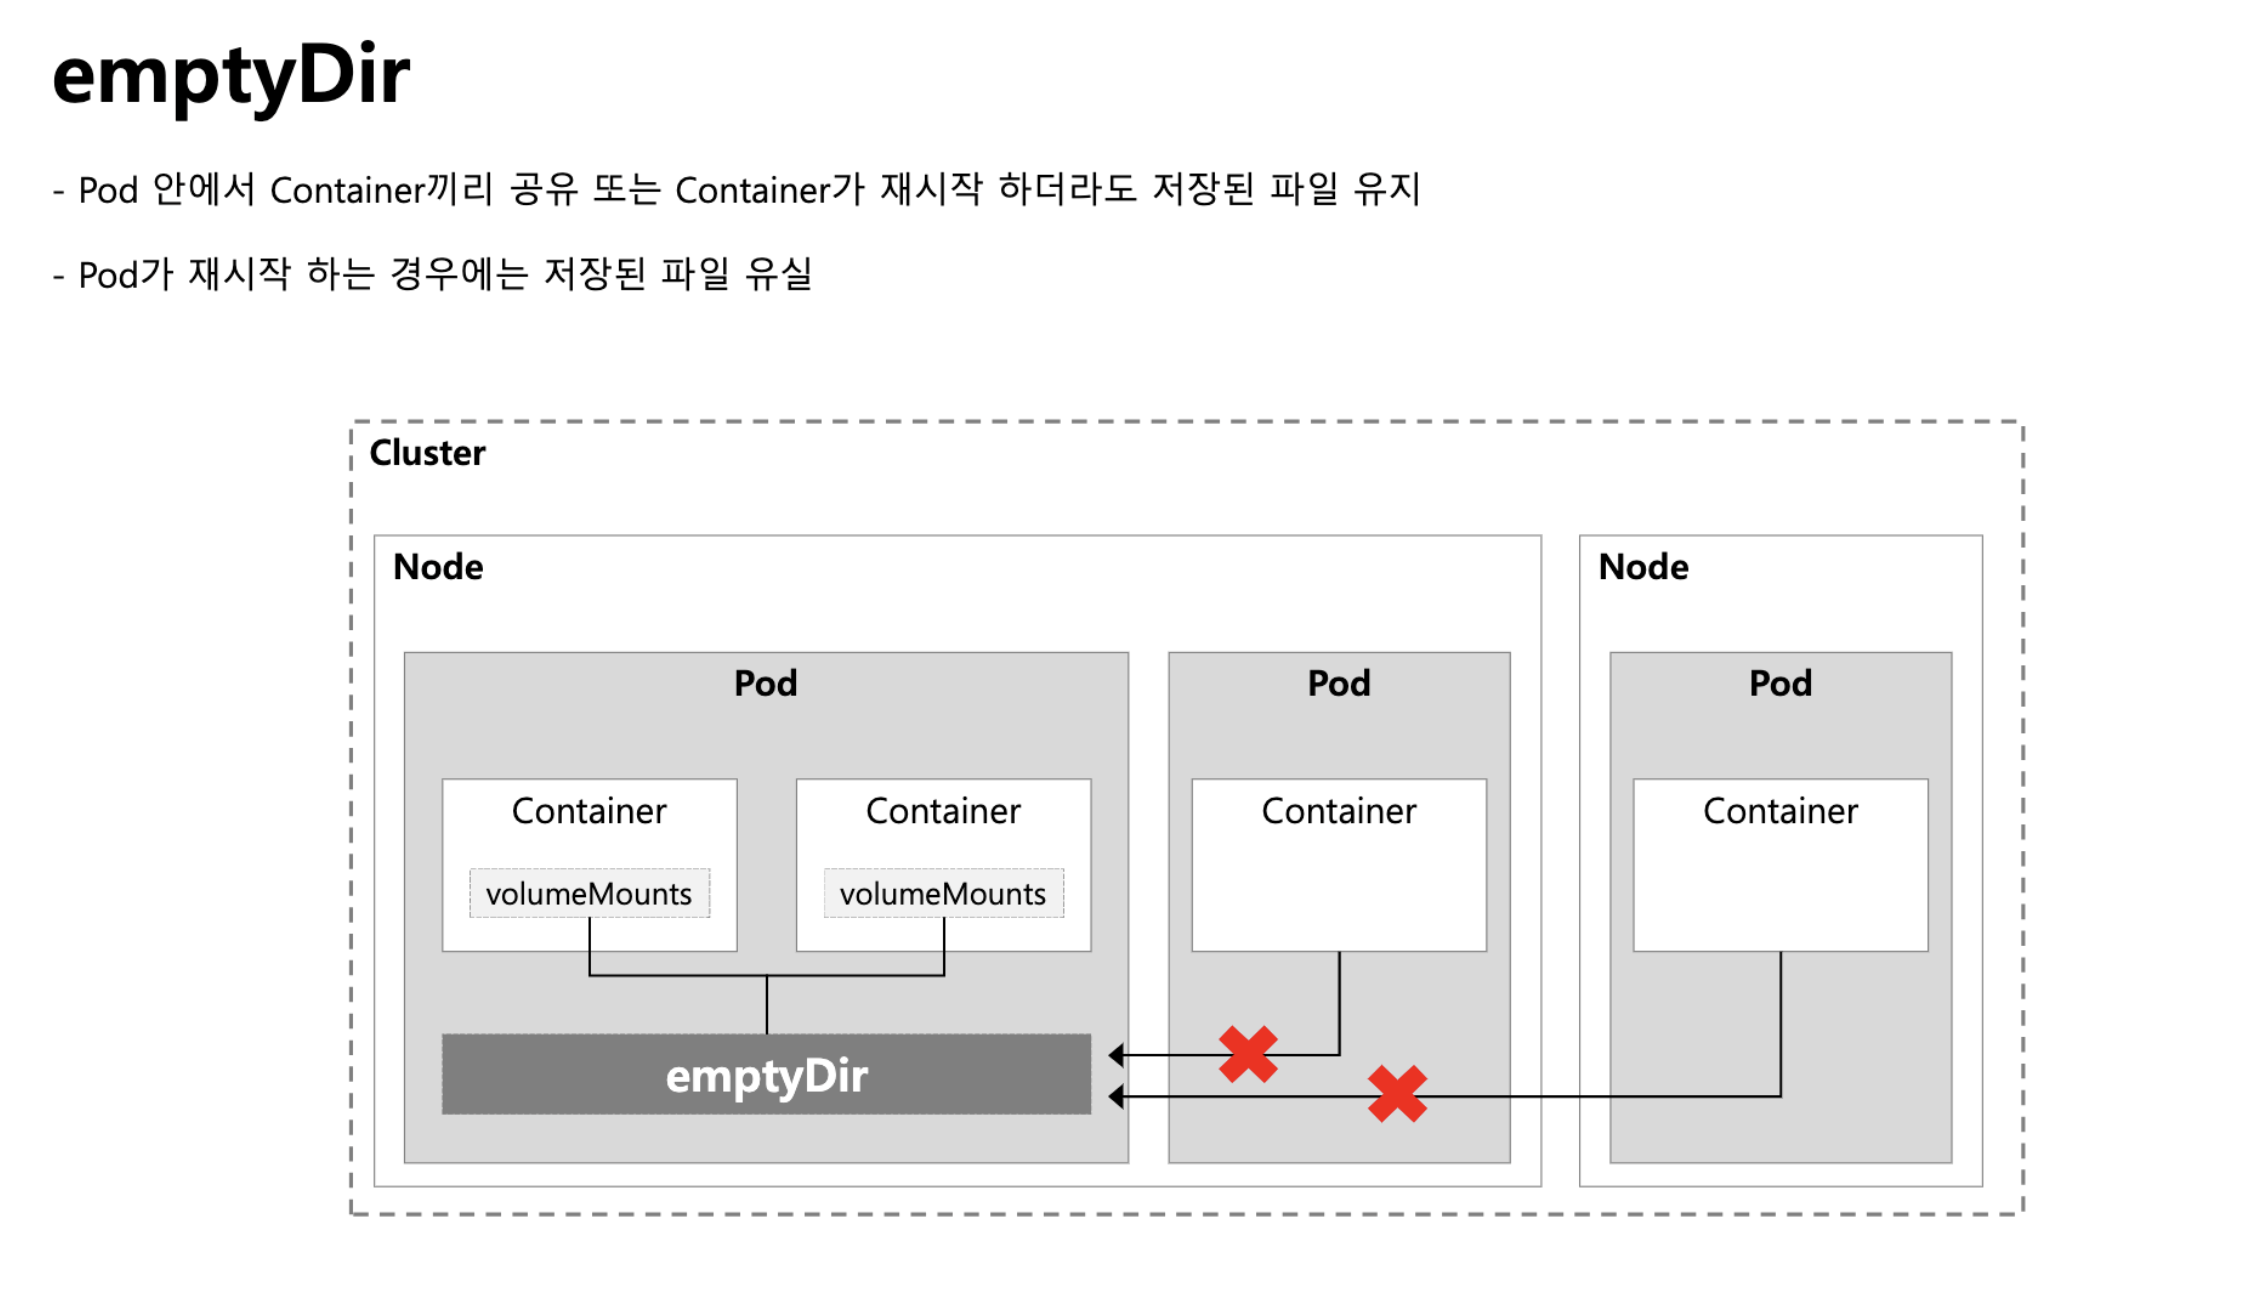 emptyDir
- Pod 안에서 Container끼리 공유 또는 Container가 재시작 하더라도 저장된 파일 유지
- Pod가 재시작 하는 경우에는 저장된 파일 유실
Cluster
Node
Node
Pod
Pod
Pod
Container
Container
Container
Container
volumeMounts
volumeMounts
emptyDir